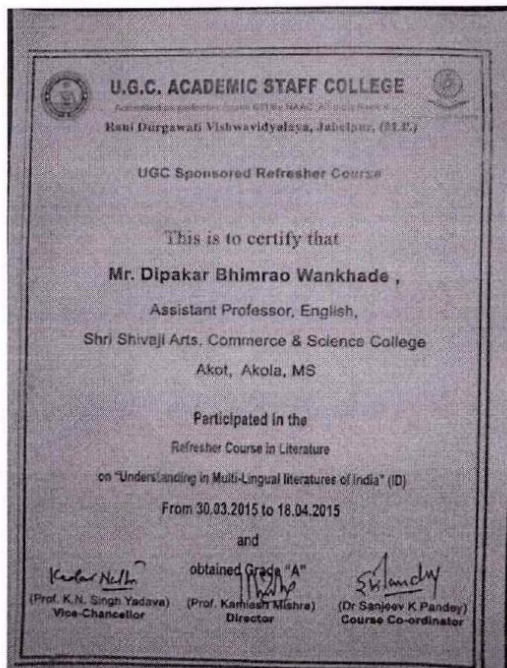 U.G.C. ACADEMIC STAFF COLLEGE
Rani Durgawati Vishwavidyalaya, Jabalpur, (M.P.)
UGC Sponsored Refresher Course
This is to certify that
Mr. Dipakar Bhimrao Wankhade ,
Assistant Professor, English,
Shri Shivaji Arts, Commerce & Science College
Akot, Akola, MS
Participated in the
Refresher Course in Literature
on "Understanding in Multi-Lingual literatures of India" (ID)
From 30.03.2015 to 18.04.2015
and
obtained Grade "A"
(Prof. K.N. Singh Yadava)
Vice-Chancellor
(Prof. Kamlesh Mishra)
Director
(Dr Sanjeev K Pandey)
Course Co-ordinator